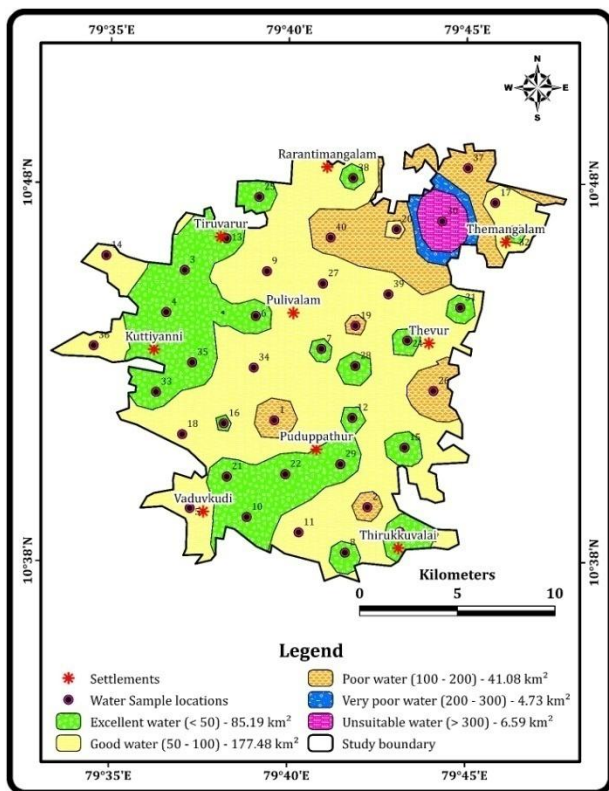 79°35'E 79°40'E 79°45'E
N
W E
S
10°48'N 10°48'N
Rarantimangalam
37
38
25
17
Tiruvarur
20
13
40
Themangalam
32
14
9
3
27
39
31
4
6
Pulivalam
19
Thevur
36
7
Kuttiyanni
35
34
28
33
26
12
16
1
18
Puduppathur
15
29
21
22
2
Vaduvkudi
10
11
Thirukkuvalai
8
10°38'N 10°38'N
Kilometers
0 5 10
Legend
Settlements
Water Sample locations
Excellent water (< 50) - 85.19 km²
Good water (50 - 100) - 177.48 km²
Poor water (100 - 200) - 41.08 km²
Very poor water (200 - 300) - 4.73 km²
Unsuitable water (> 300) - 6.59 km²
Study boundary
79°35'E 79°40'E 79°45'E